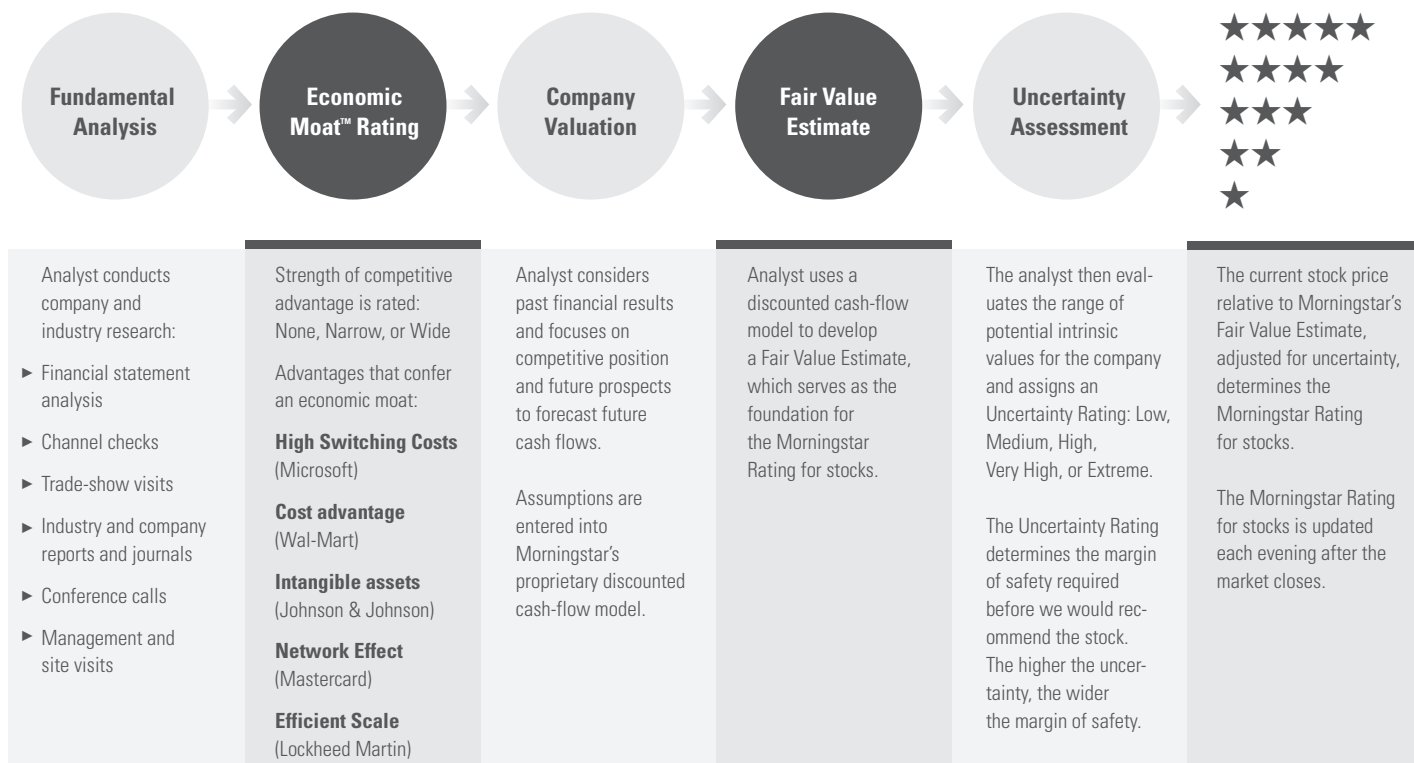 Fundamental
Analysis
Economic
Moat™ Rating
Company
Valuation
Fair Value
Estimate
Uncertainty
Assessment
★★★★★
★★★★
★★★
★★
★
Analyst conducts
company and
industry research:
► Financial statement
analysis
► Channel checks
► Trade-show visits
► Industry and company
reports and journals
► Conference calls
► Management and
site visits
Strength of competitive
advantage is rated:
None, Narrow, or Wide
Advantages that confer
an economic moat:
High Switching Costs
(Microsoft)
Cost advantage
(Wal-Mart)
Intangible assets
(Johnson & Johnson)
Network Effect
(Mastercard)
Efficient Scale
(Lockheed Martin)
Analyst considers
past financial results
and focuses on
competitive position
and future prospects
to forecast future
cash flows.
Assumptions are
entered into
Morningstar’s
proprietary discounted
cash-flow model.
Analyst uses a
discounted cash-flow
model to develop
a Fair Value Estimate,
which serves as the
foundation for
the Morningstar
Rating for stocks.
The analyst then eval-
uates the range of
potential intrinsic
values for the company
and assigns an
Uncertainty Rating: Low,
Medium, High,
Very High, or Extreme.
The Uncertainty Rating
determines the margin
of safety required
before we would rec-
ommend the stock.
The higher the uncer-
tainty, the wider
the margin of safety.
The current stock price
relative to Morningstar’s
Fair Value Estimate,
adjusted for uncertainty,
determines the
Morningstar Rating
for stocks.
The Morningstar Rating
for stocks is updated
each evening after the
market closes.